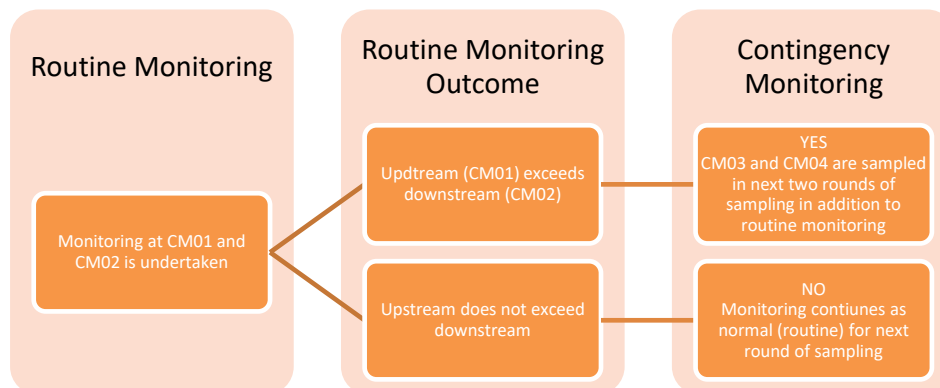 Routine Monitoring
Monitoring at CM01 and
CM02 is undertaken
Routine Monitoring
Outcome
Updtream (CM01) exceeds
downstream (CM02)
Upstream does not exceed
downstream
Contingency
Monitoring
YES
CM03 and CM04 are sampled
in next two rounds of
sampling in addition to
routine monitoring
NO
Monitoring contiunes as
normal (routine) for next
round of sampling